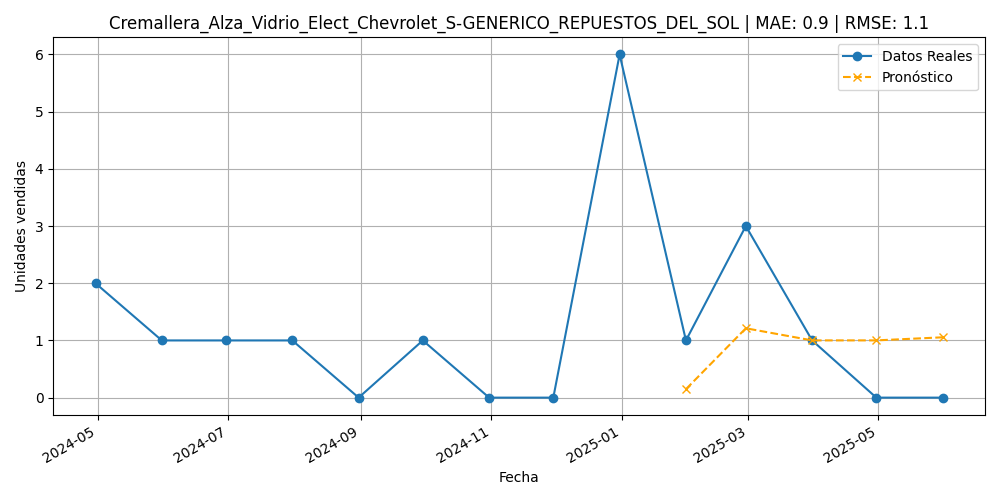 Cremallera_Alza_Vidrio_Elect_Chevrolet_S-GENERICO_REPUESTOS_DEL_SOL | MAE: 0.9 | RMSE: 1.1
Datos Reales
Pronóstico
Unidades vendidas
6
5
4
3
2
1
0
2024-05
2024-07
2024-09
2024-11
2025-01
2025-03
2025-05
Fecha